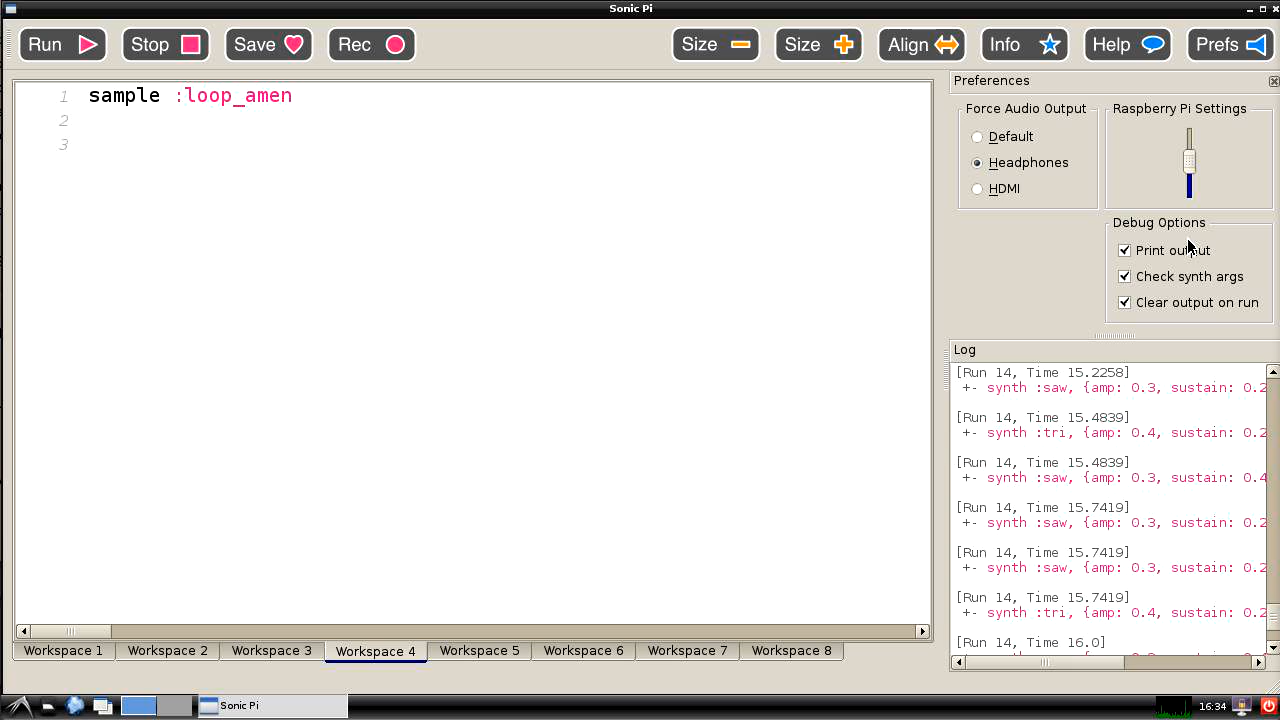 Sonic Pi
Run Stop Save Rec Size Size Align Info Help Prefs
1 sample :loop_amen
2
3
Preferences
Force Audio Output
Default
Headphones
HDMI
Raspberry Pi Settings
Debug Options
Print output
Check synth args
Clear output on run
Log
[Run 14, Time 15.2258]
+- synth :saw, {amp: 0.3, sustain: 0.2
[Run 14, Time 15.4839]
+- synth :tri, {amp: 0.4, sustain: 0.2
[Run 14, Time 15.4839]
+- synth :saw, {amp: 0.3, sustain: 0.4
[Run 14, Time 15.7419]
+- synth :saw, {amp: 0.3, sustain: 0.2
[Run 14, Time 15.7419]
+- synth :saw, {amp: 0.3, sustain: 0.2
[Run 14, Time 15.7419]
+- synth :tri, {amp: 0.4, sustain: 0.2
[Run 14, Time 16.0]
Workspace 1 Workspace 2 Workspace 3 Workspace 4 Workspace 5 Workspace 6 Workspace 7 Workspace 8
Sonic Pi
16:34